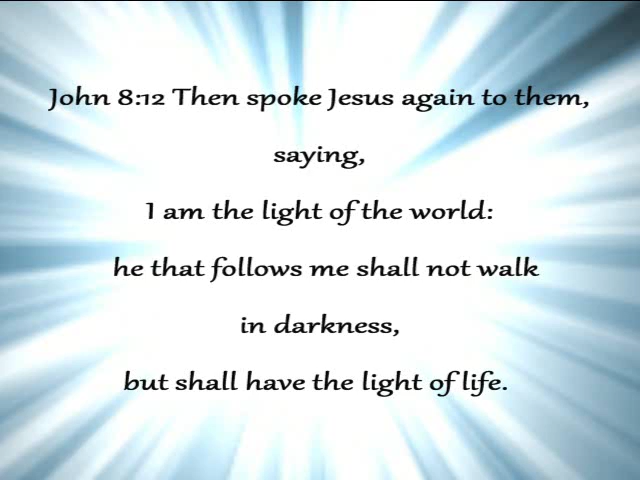 John 8:12 Then spoke Jesus again to them,
saying,
I am the light of the world:
he that follows me shall not walk
in darkness,
but shall have the light of life.